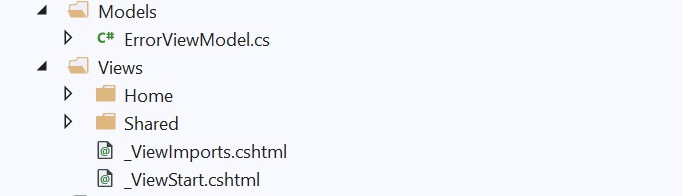 Models
C# ErrorViewModel.cs
Views
Home
Shared
_ViewImports.cshtml
_ViewStart.cshtml